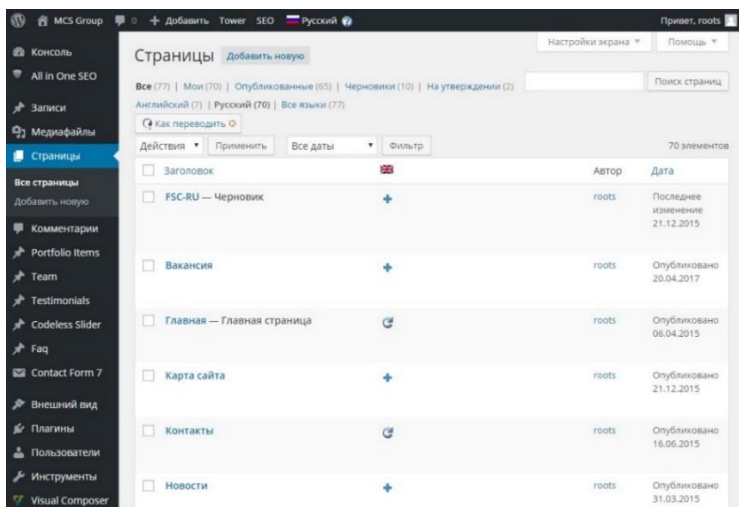 MCS Group 0 + Добавить Tower SEO Русский Привет, roots
Консоль
All in One SEO
Записи
Медиафайлы
Страницы
Все страницы
Добавить новую
Комментарии
Portfolio Items
Team
Testimonials
Codeless Slider
Faq
Contact Form 7
Внешний вид
Плагины
Пользователи
Инструменты
Visual Composer
Настройки экрана Помощь
Страницы Добавить новую
Все (77) | Мои (70) | Опубликованные (65) | Черновики (10) | На утверждении (2)
Поиск страниц
Английский (7) | Русский (70) | Все языки (77)
Как переводить
Действия Применить Все даты Фильтр 70 элементов
Заголовок Автор Дата
FSC-RU — Черновик roots Последнее
изменение
21.12.2015
Вакансия roots Опубликовано
20.04.2017
Главная — Главная страница roots Опубликовано
06.04.2015
Карта сайта roots Опубликовано
21.12.2015
Контакты roots Опубликовано
16.06.2015
Новости roots Опубликовано
31.03.2015